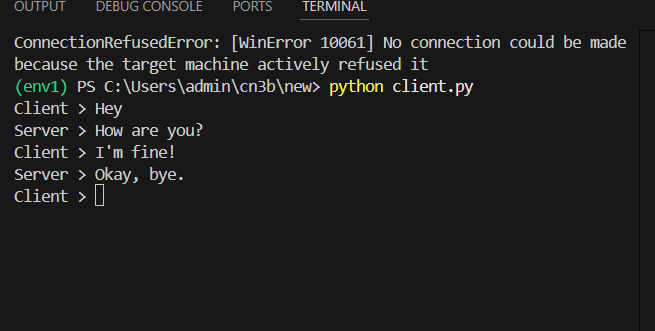 OUTPUT DEBUG CONSOLE PORTS TERMINAL
ConnectionRefusedError: [WinError 10061] No connection could be made
because the target machine actively refused it
(env1) PS C:\Users\admin\cn3b\new> python client.py
Client > Hey
Server > How are you?
Client > I'm fine!
Server > Okay, bye.
Client >